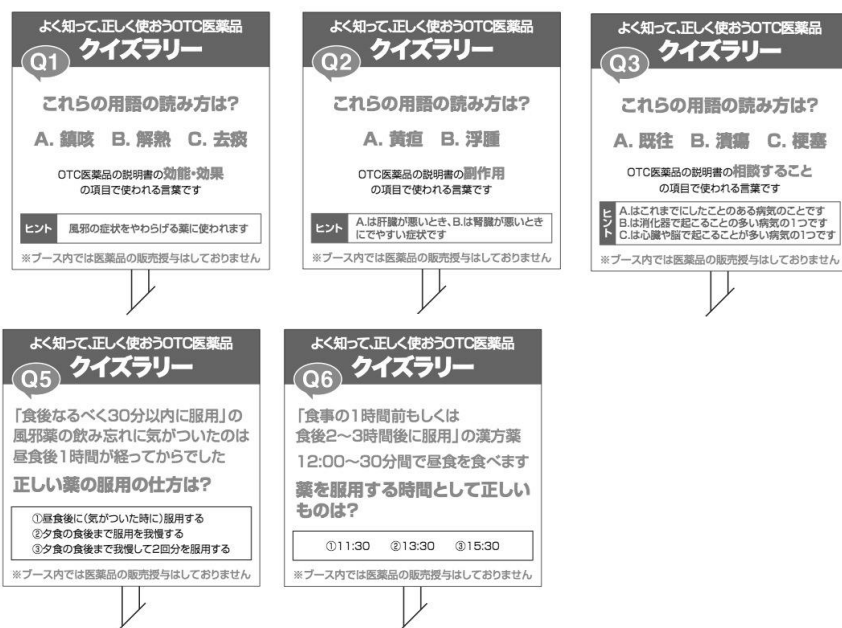 よく知って、正しく使おうOTC医薬品
クイズラリー
Q1
これらの用語の読み方は?
A. 鎮咳 B. 解熱 C. 去痰
OTC医薬品の説明書の効能・効果
の項目で使われる言葉です
ヒント 風邪の症状をやわらげる薬に使われます
※ブース内では医薬品の販売授与はしておりません
よく知って、正しく使おうOTC医薬品
クイズラリー
Q2
これらの用語の読み方は?
A. 黄疸 B. 浮腫
OTC医薬品の説明書の副作用
の項目で使われる言葉です
ヒント
A.は肝臓が悪いとき、B.は腎臓が悪いとき
にでやすい症状です
※ブース内では医薬品の販売授与はしておりません
よく知って、正しく使おうOTC医薬品
クイズラリー
Q3
これらの用語の読み方は?
A. 既往 B. 潰瘍 C. 梗塞
OTC医薬品の説明書の相談すること
の項目で使われる言葉です
ヒント
A.はこれまでにしたことのある病気のことです
B.は消化器で起こることの多い病気の1つです
C.は心臓や脳で起こることが多い病気の1つです
※ブース内では医薬品の販売授与はしておりません
よく知って、正しく使おうOTC医薬品
クイズラリー
Q5
「食後なるべく30分以内に服用」の
風邪薬の飲み忘れに気がついたのは
昼食後1時間が経ってからでした
正しい薬の服用の仕方は?
①昼食後に(気がついた時に)服用する
②夕食の食後まで服用を我慢する
③夕食の食後まで我慢して2回分を服用する
※ブース内では医薬品の販売授与はしておりません
よく知って、正しく使おうOTC医薬品
クイズラリー
Q6
「食事の1時間前もしくは
食後2〜3時間後に服用」の漢方薬
12:00〜30分間で昼食を食べます
薬を服用する時間として正しい
ものは?
①11:30 ②13:30 ③15:30
※ブース内では医薬品の販売授与はしておりません